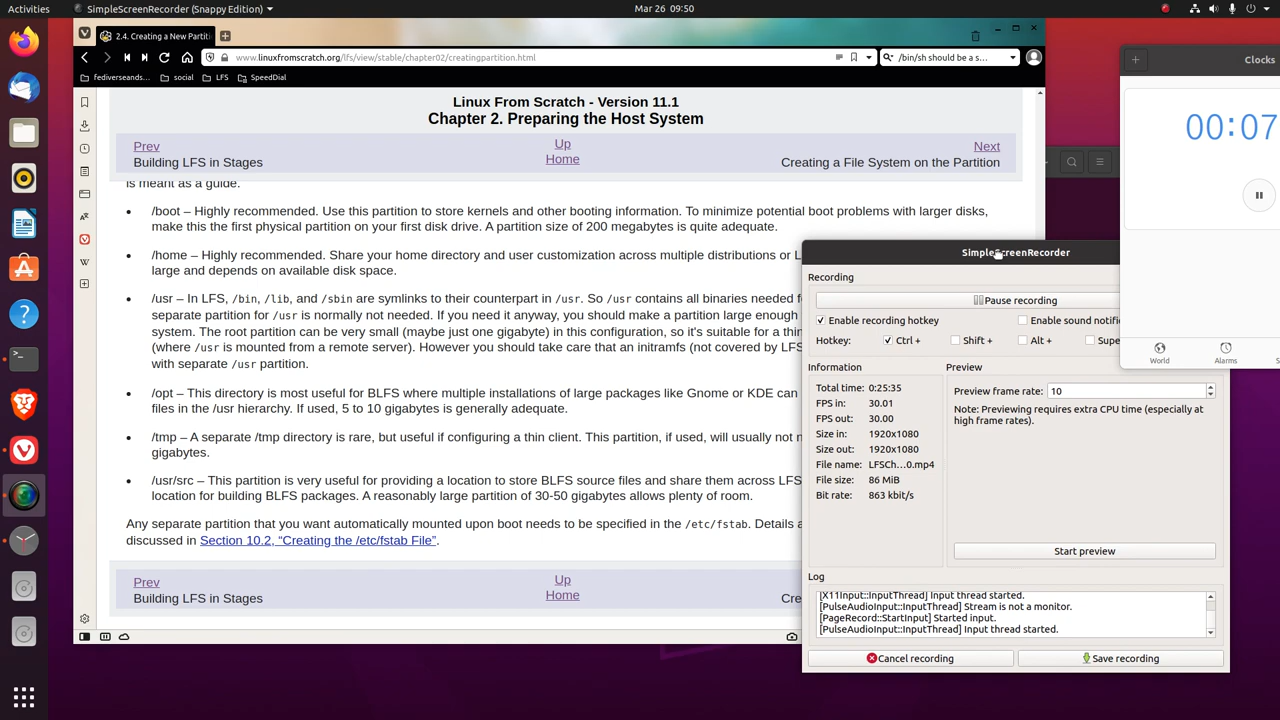 Activities
SimpleScreenRecorder (Snappy Edition)
Mar 26 09:50
2.4. Creating a New Partiti
www.linuxfromscratch.org/lfs/view/stable/chapter02/creatingpartition.html
/bin/sh should be a s...
fediverseands...
social
LFS
SpeedDial
Linux From Scratch - Version 11.1
Chapter 2. Preparing the Host System
Prev
Up
Next
Building LFS in Stages
Home
Creating a File System on the Partition
is meant as a guide.
• /boot – Highly recommended. Use this partition to store kernels and other booting information. To minimize potential boot problems with larger disks,
make this the first physical partition on your first disk drive. A partition size of 200 megabytes is quite adequate.
• /home – Highly recommended. Share your home directory and user customization across multiple distributions or L
large and depends on available disk space.
• /usr – In LFS, /bin, /lib, and /sbin are symlinks to their counterpart in /usr. So /usr contains all binaries needed f
separate partition for /usr is normally not needed. If you need it anyway, you should make a partition large enough
system. The root partition can be very small (maybe just one gigabyte) in this configuration, so it's suitable for a thin
(where /usr is mounted from a remote server). However you should take care that an initramfs (not covered by LFS
with separate /usr partition.
• /opt – This directory is most useful for BLFS where multiple installations of large packages like Gnome or KDE can
files in the /usr hierarchy. If used, 5 to 10 gigabytes is generally adequate.
• /tmp – A separate /tmp directory is rare, but useful if configuring a thin client. This partition, if used, will usually not
gigabytes.
• /usr/src – This partition is very useful for providing a location to store BLFS source files and share them across LFS
location for building BLFS packages. A reasonably large partition of 30-50 gigabytes allows plenty of room.
Any separate partition that you want automatically mounted upon boot needs to be specified in the /etc/fstab. Details a
discussed in Section 10.2, “Creating the /etc/fstab File”.
Prev
Up
Building LFS in Stages
Home
Cre
SimpleScreenRecorder
Recording
Pause recording
Enable recording hotkey
Enable sound notifi
Hotkey:
Ctrl +
Shift +
Alt +
Supe
Information
Total time: 0:25:35
FPS in: 30.01
FPS out: 30.00
Size in: 1920x1080
Size out: 1920x1080
File name: LFSCh...0.mp4
File size: 86 MiB
Bit rate: 863 kbit/s
Preview
Preview frame rate: 10
Note: Previewing requires extra CPU time (especially at
high frame rates).
Start preview
Log
[X11Input::InputThread] Input thread started.
[PulseAudioInput::InputThread] Stream is not a monitor.
[PageRecord::StartInput] Started input.
[PulseAudioInput::InputThread] Input thread started.
Cancel recording
Save recording
Clocks
00:07
World
Alarms